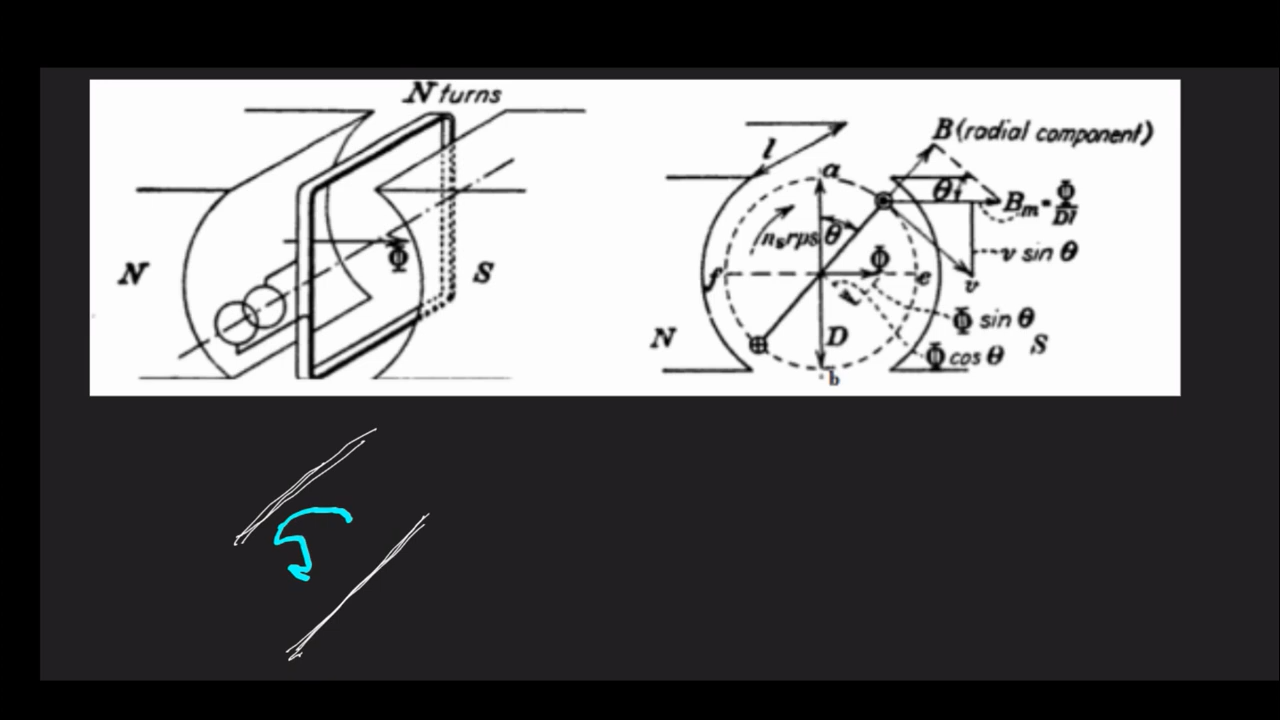 N turns
N
Φ
S
l
a
B (radial component)
θ
B_m = Φ/Dl
n_s rps
θ
Φ
f
e
v sin θ
v
Φ sin θ
N
D
Φ cos θ
S
b